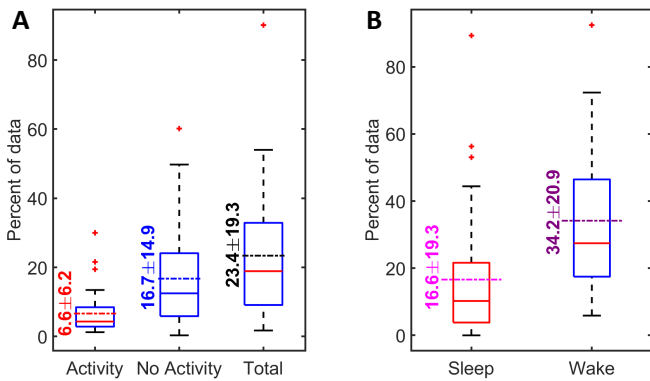 A
Percent of data
80
60
40
20
0
6.6±6.2
16.7±14.9
23.4±19.3
Activity No Activity Total
B
Percent of data
80
60
40
20
0
16.6±19.3
34.2±20.9
Sleep Wake